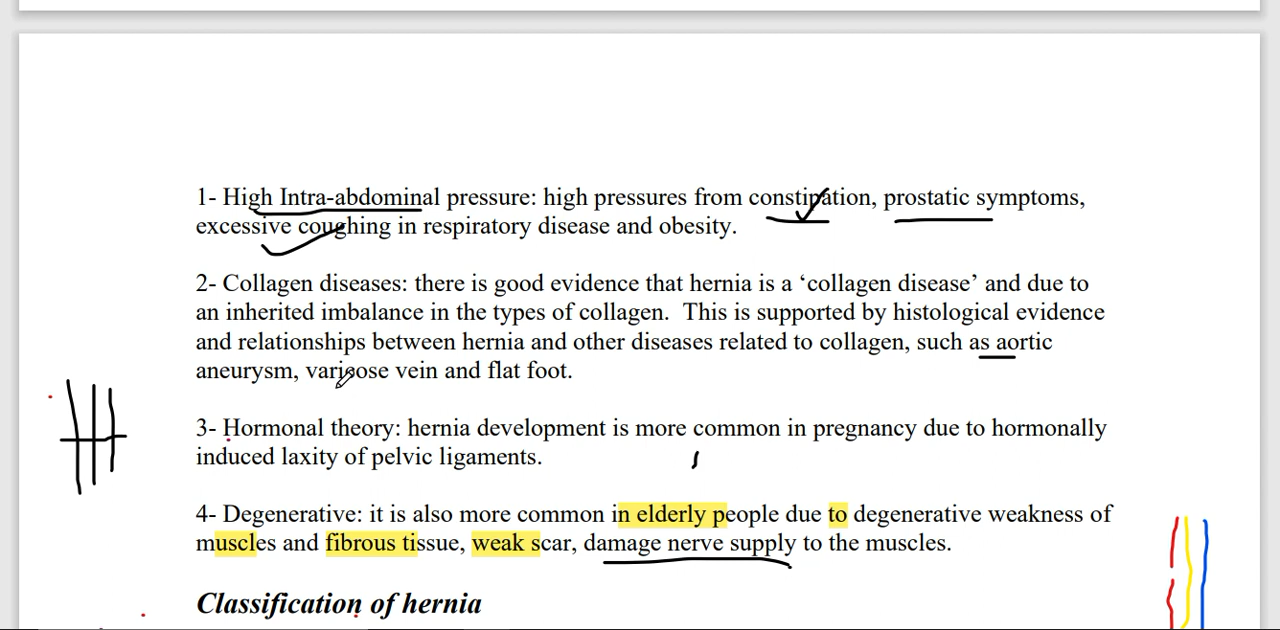 1- High Intra-abdominal pressure: high pressures from constipation, prostatic symptoms,
excessive coughing in respiratory disease and obesity.
2- Collagen diseases: there is good evidence that hernia is a ‘collagen disease’ and due to
an inherited imbalance in the types of collagen.  This is supported by histological evidence
and relationships between hernia and other diseases related to collagen, such as aortic
aneurysm, varicose vein and flat foot.
3- Hormonal theory: hernia development is more common in pregnancy due to hormonally
induced laxity of pelvic ligaments.
4- Degenerative: it is also more common in elderly people due to degenerative weakness of
muscles and fibrous tissue, weak scar, damage nerve supply to the muscles.
Classification of hernia